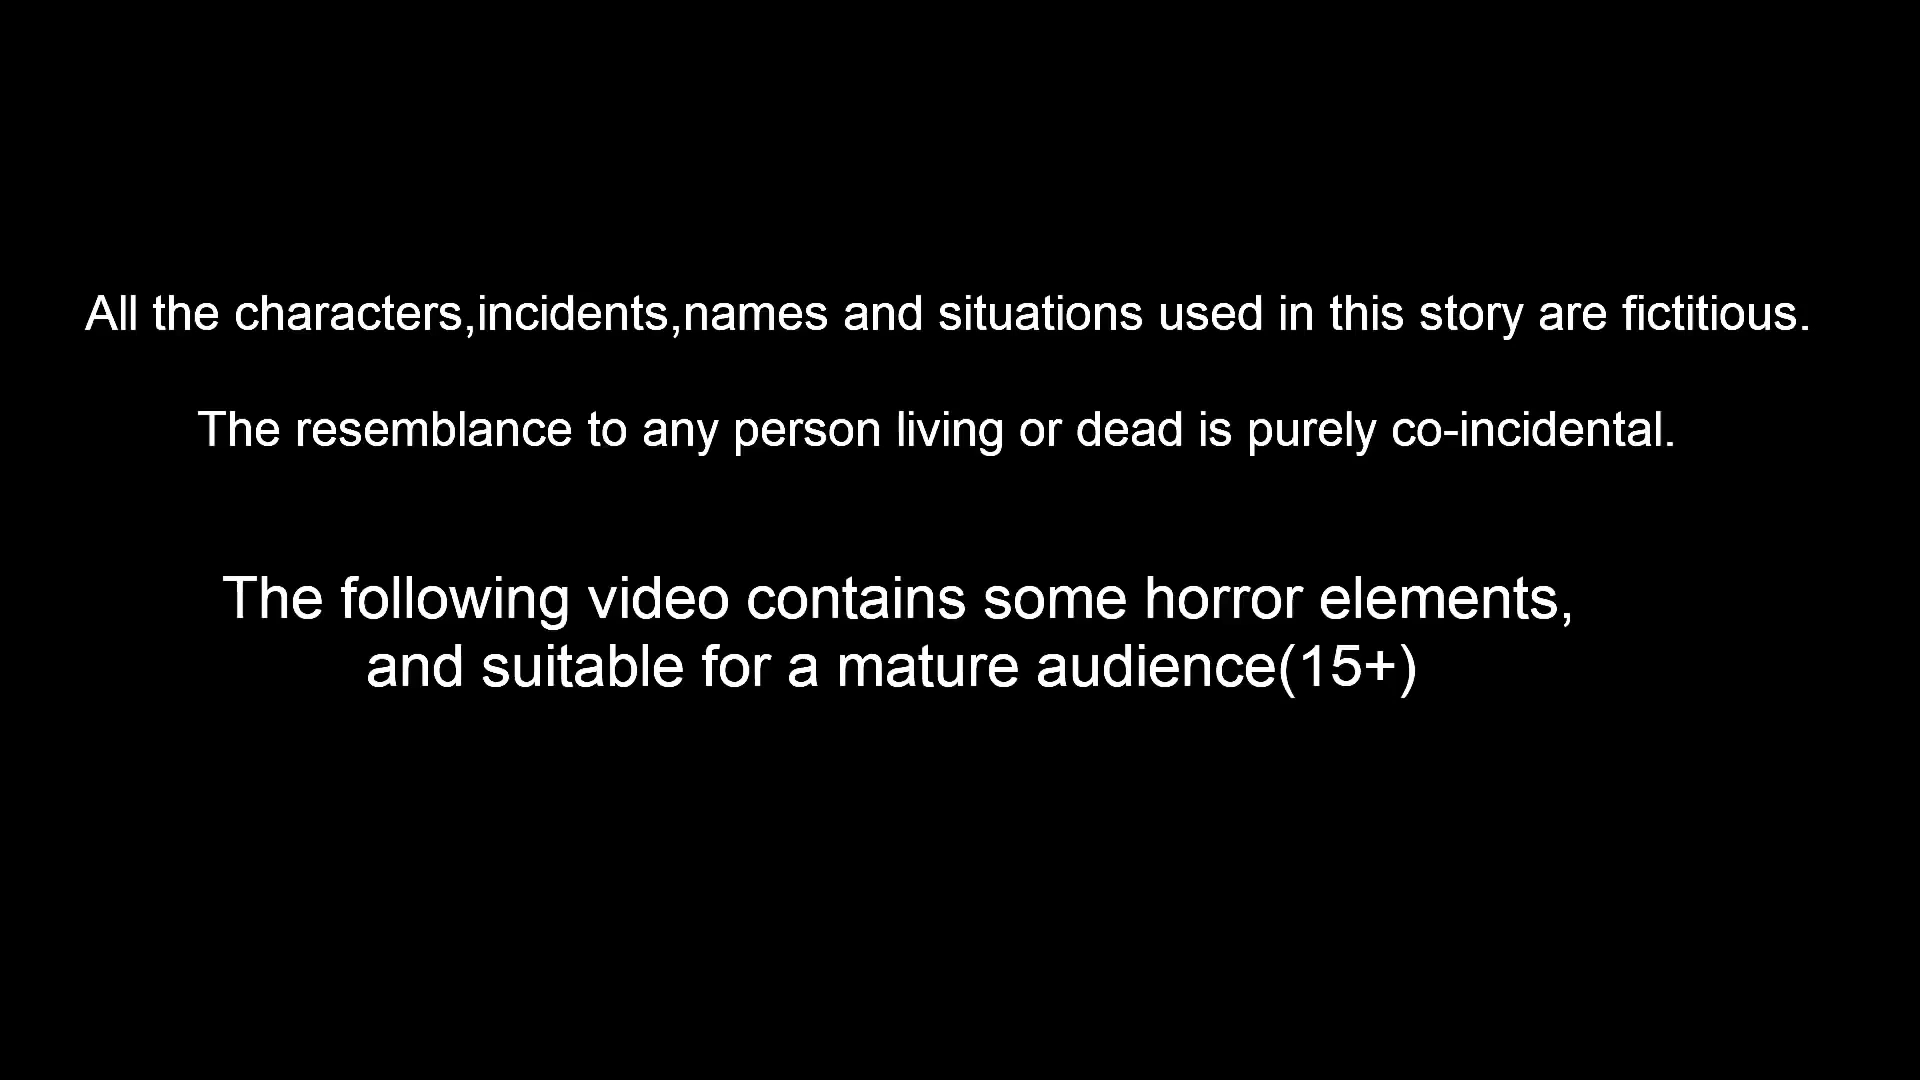 All the characters,incidents,names and situations used in this story are fictitious.
The resemblance to any person living or dead is purely co-incidental.
The following video contains some horror elements,
and suitable for a mature audience(15+)